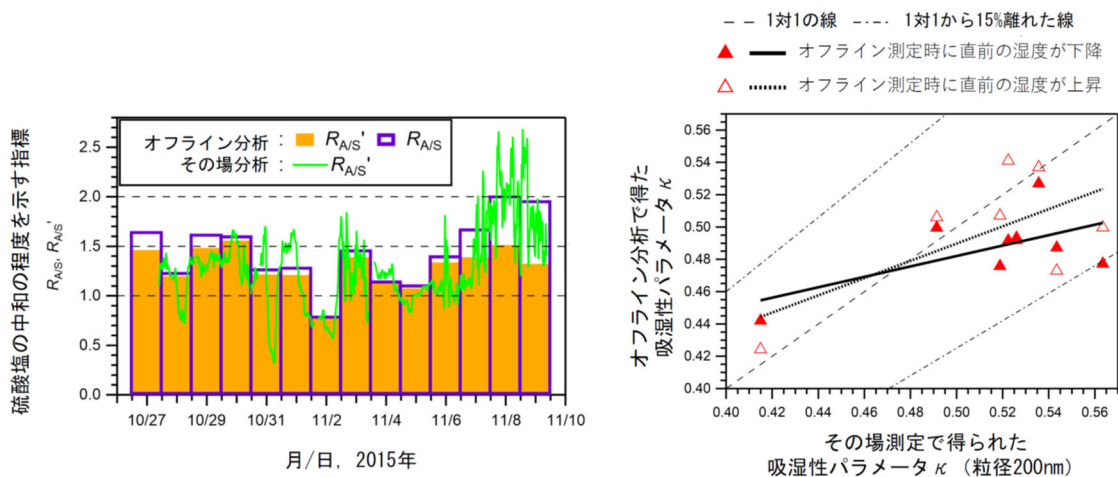 オフライン分析： R_A/S' R_A/S
その場分析： R_A/S'
硫酸塩の中和の程度を示す指標
R_A/S, R_A/S'
2.5
2.0
1.5
1.0
0.5
0.0
10/27 10/29 10/31 11/2 11/4 11/6 11/8 11/10
月/日，2015年
1対1の線 1対1から15%離れた線
オフライン測定時に直前の湿度が下降
オフライン測定時に直前の湿度が上昇
オフライン分析で得た
吸湿性パラメータκ
0.56
0.54
0.52
0.50
0.48
0.46
0.44
0.42
0.40
0.40 0.42 0.44 0.46 0.48 0.50 0.52 0.54 0.56
その場測定で得られた
吸湿性パラメータκ（粒径200nm）